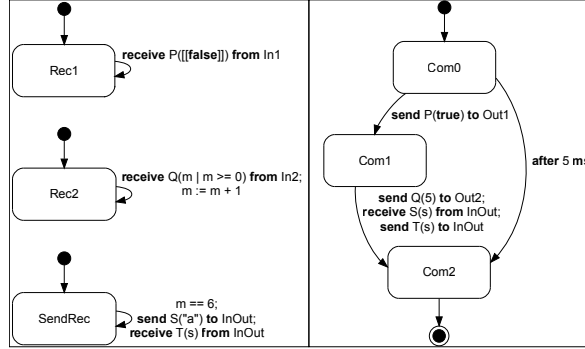 Rec1
receive P([[false]]) from In1
Rec2
receive Q(m | m >= 0) from In2;
m := m + 1
SendRec
m == 6;
send S("a") to InOut;
receive T(s) from InOut
Com0
send P(true) to Out1
Com1
after 5 ms
send Q(5) to Out2;
receive S(s) from InOut;
send T(s) to InOut
Com2